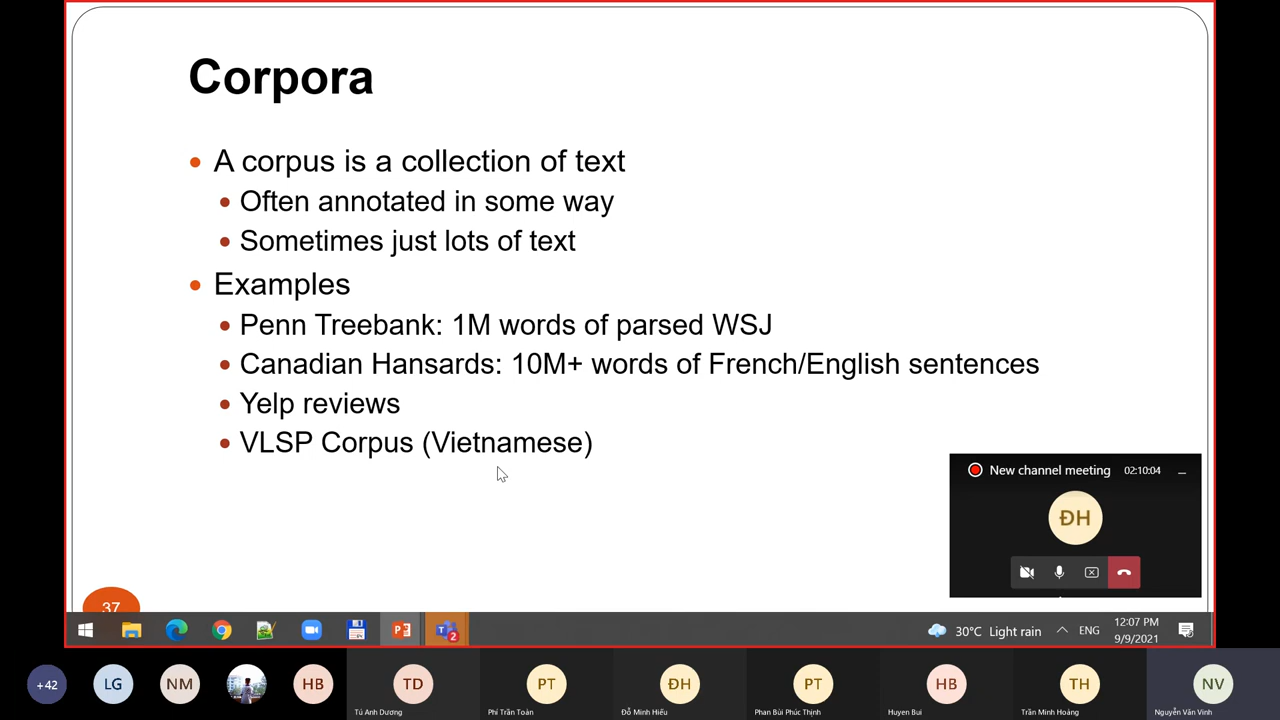 Corpora
A corpus is a collection of text
Often annotated in some way
Sometimes just lots of text
Examples
Penn Treebank: 1M words of parsed WSJ
Canadian Hansards: 10M+ words of French/English sentences
Yelp reviews
VLSP Corpus (Vietnamese)
New channel meeting 02:10:04
ĐH
37
2
30°C Light rain
ENG
12:07 PM
9/9/2021
+42
LG
NM
HB
TD
PT
ĐH
PT
HB
TH
NV
Tú Anh Dương
Phí Trần Toàn
Đỗ Minh Hiếu
Phan Bùi Phúc Thịnh
Huyen Bui
Trần Minh Hoàng
Nguyễn Văn Vinh